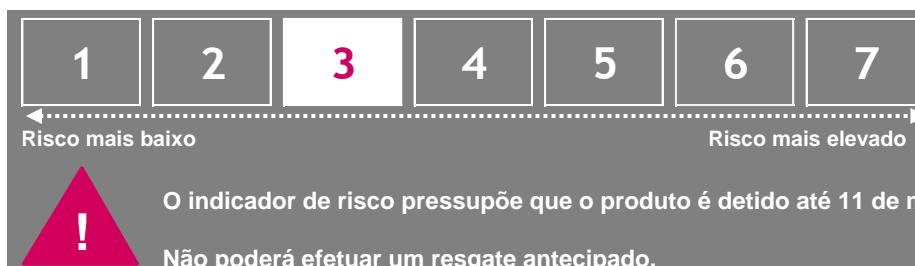 1 2 3 4 5 6 7
Risco mais baixo Risco mais elevado
O indicador de risco pressupõe que o produto é detido até 11 de
!
Não poderá efetuar um resgate antecipado.